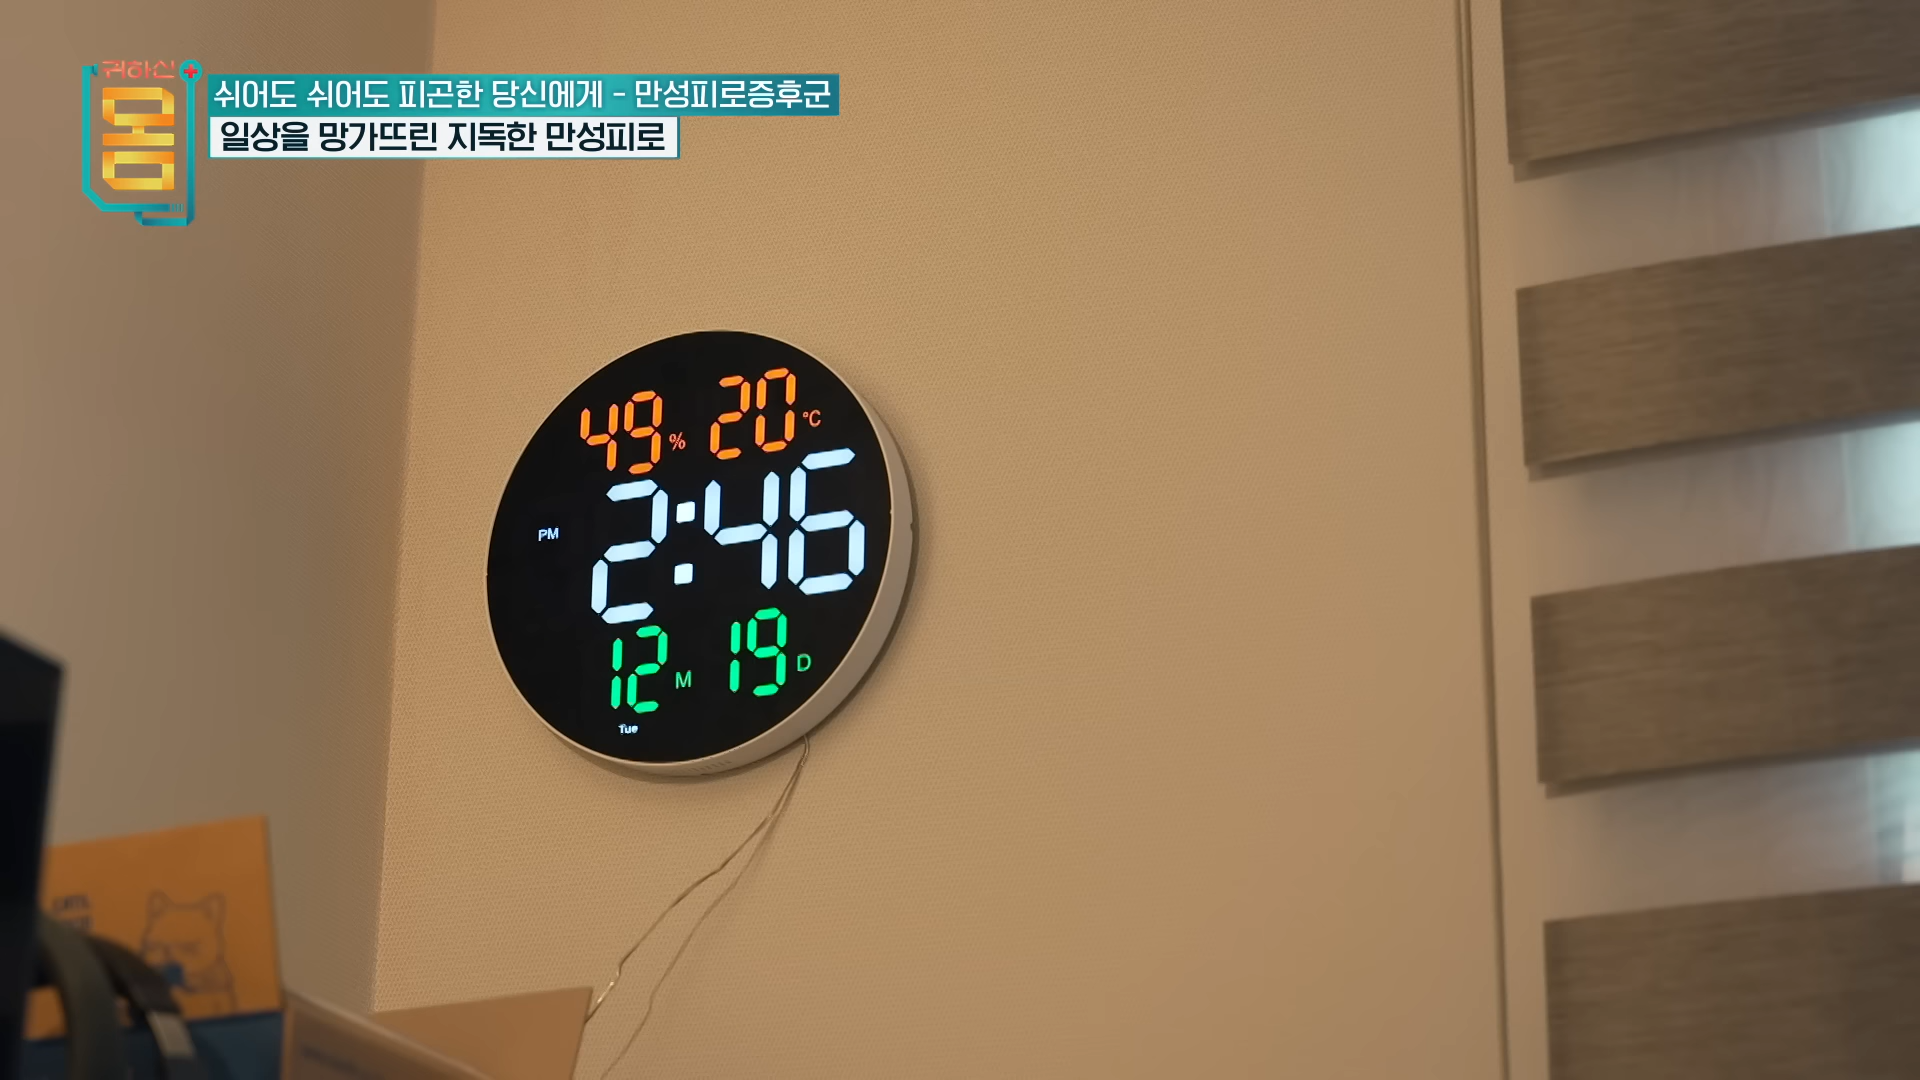 귀하신
몸
쉬어도 쉬어도 피곤한 당신에게 - 만성피로증후군
일상을 망가뜨린 지독한 만성피로
49% 20℃
PM 2:46
12 M 19 D
Tue